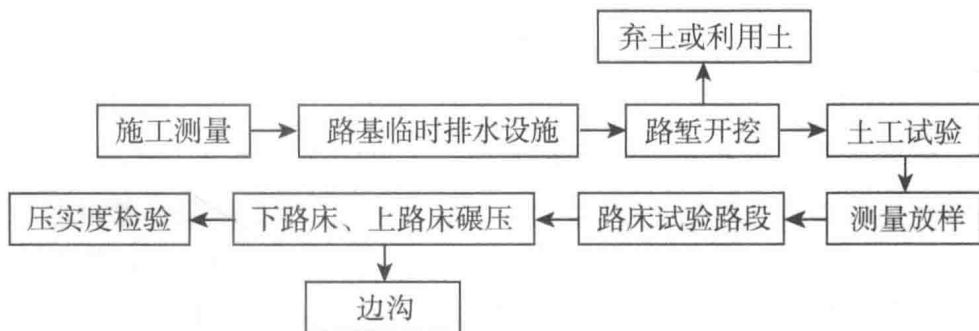 弃土或利用土
施工测量 路基临时排水设施 路堑开挖 土工试验
压实度检验 下路床、上路床碾压 路床试验路段 测量放样
边沟